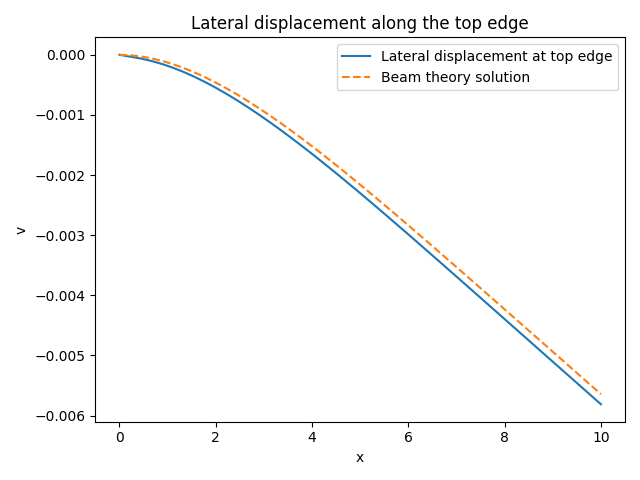 Lateral displacement along the top edge
Lateral displacement at top edge
Beam theory solution
0.000
−0.001
−0.002
−0.003
−0.004
−0.005
−0.006
v
0 2 4 6 8 10
x